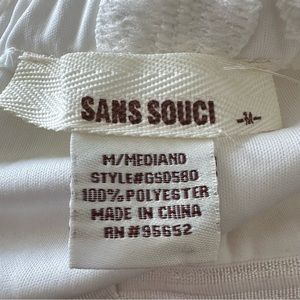 SANS SOUCI -M-
M/MEDIANO
STYLE#GS0580
100%POLYESTER
MADE IN CHINA
RN#95652